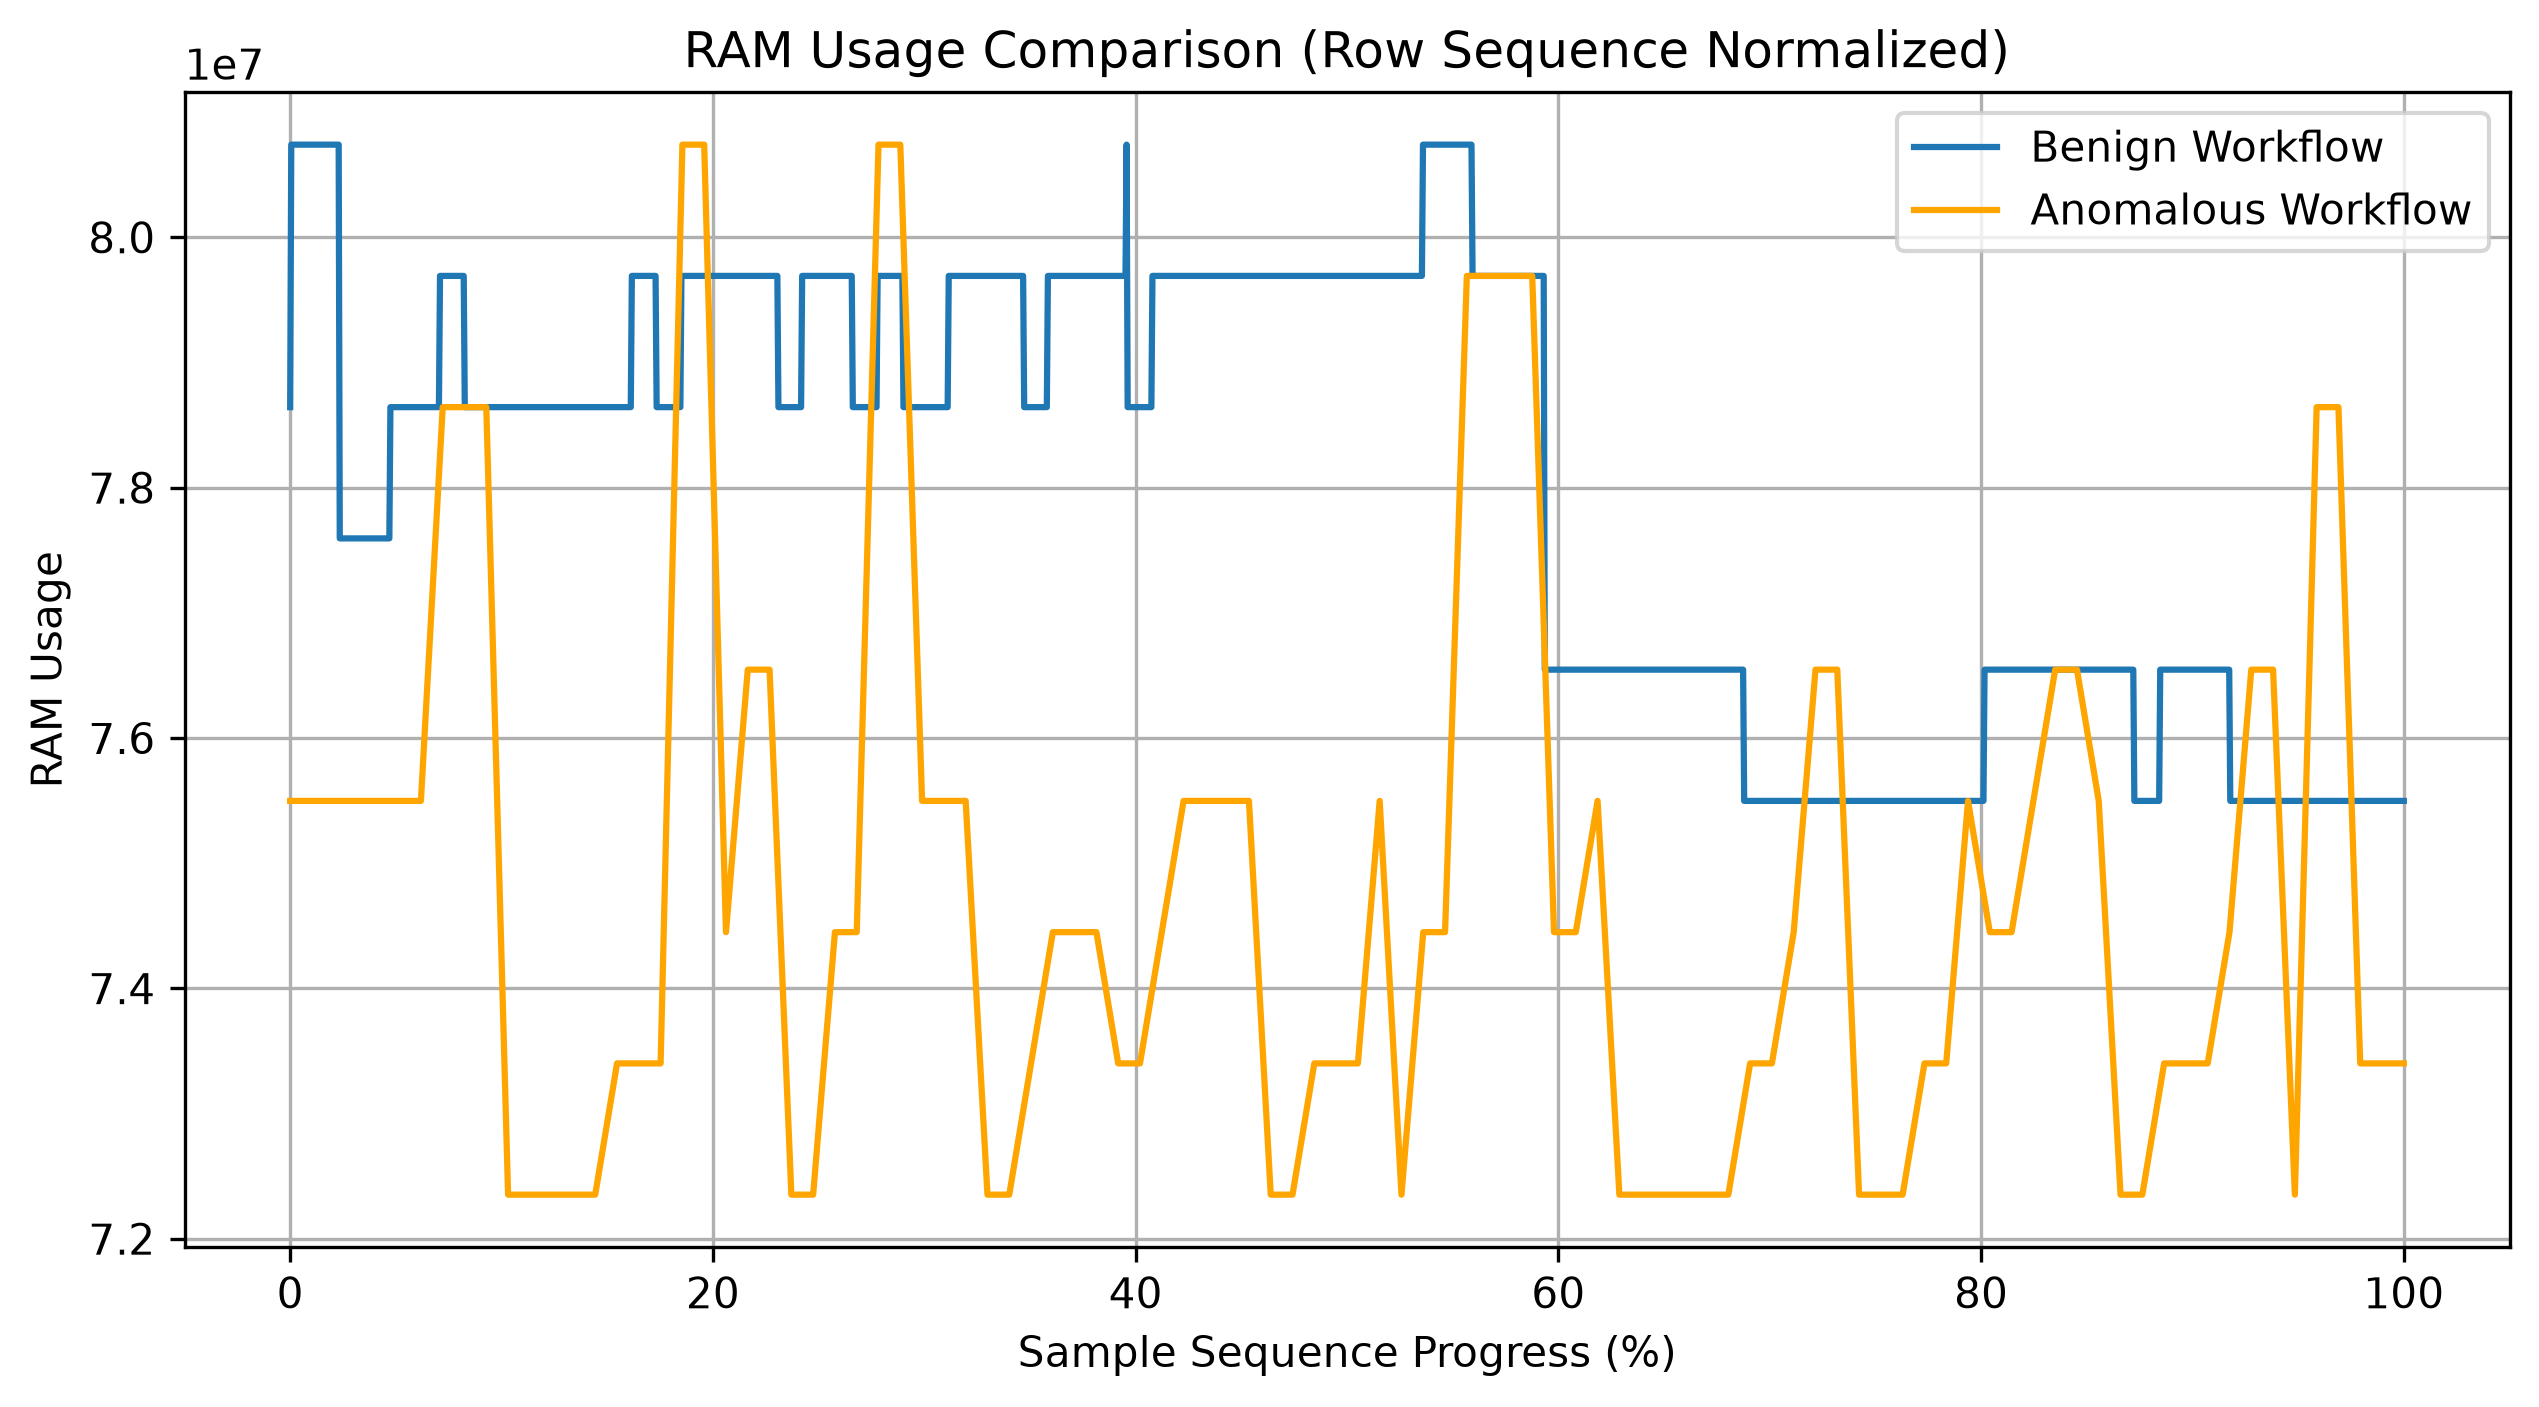 RAM Usage Comparison (Row Sequence Normalized)
1e7
Benign Workflow
Anomalous Workflow
8.0
7.8
7.6
7.4
7.2
RAM Usage
0 20 40 60 80 100
Sample Sequence Progress (%)